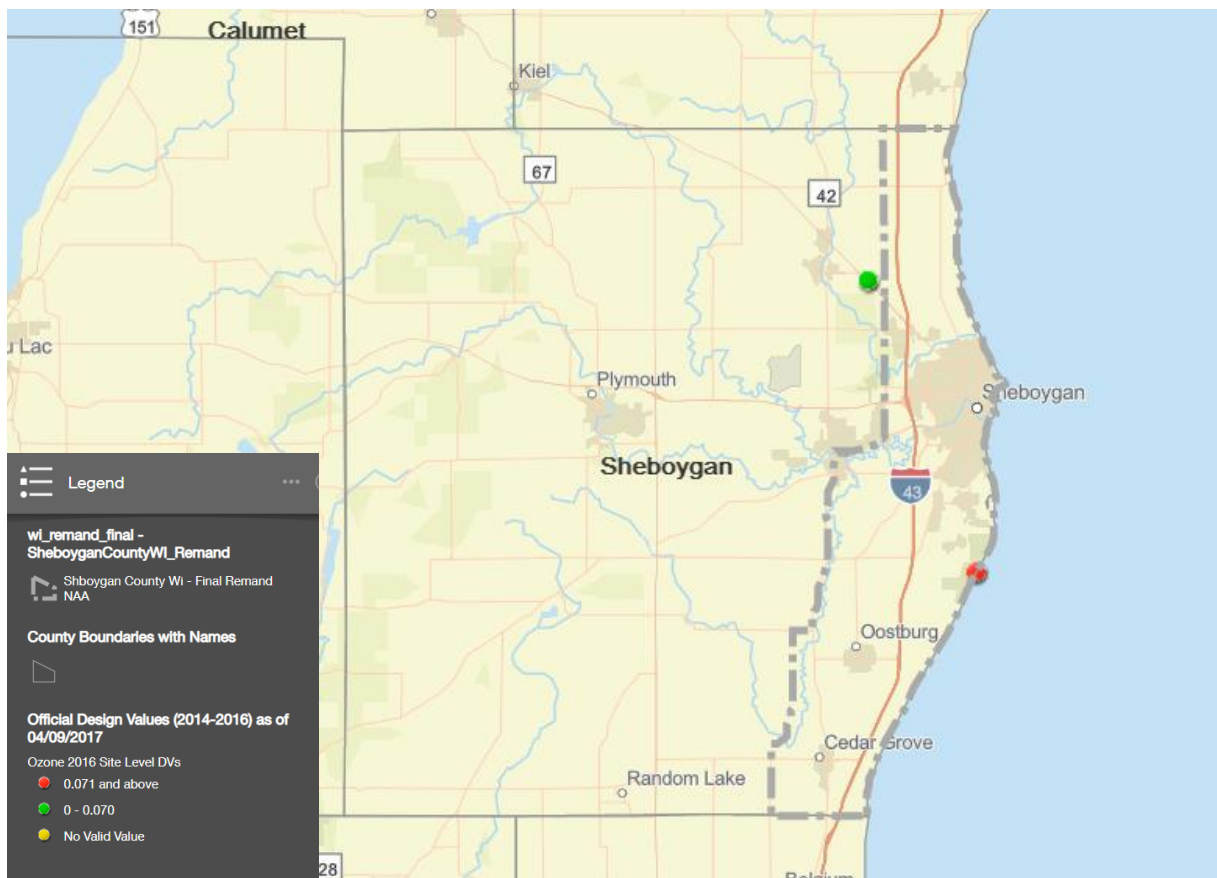 151
Calumet
Kiel
67
42
Lac
Plymouth
Sheboygan
Sheboygan
43
Oostburg
Cedar Grove
Random Lake
28
Legend
wi_remand_final -
SheboyganCountyWI_Remand
Shboygan County Wi - Final Remand
NAA
County Boundaries with Names
Official Design Values (2014-2016) as of
04/09/2017
Ozone 2016 Site Level DVs
0.071 and above
0 - 0.070
No Valid Value